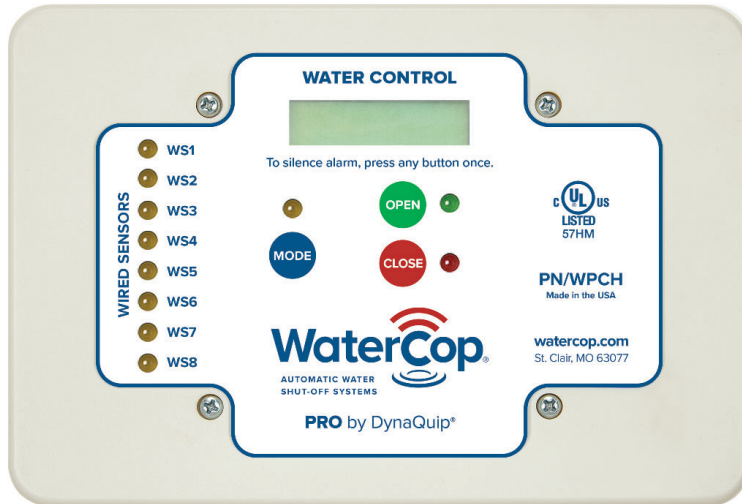 WATER CONTROL
To silence alarm, press any button once.
WIRED SENSORS
WS1
WS2
WS3
WS4
WS5
WS6
WS7
WS8
OPEN
MODE
CLOSE
WaterCop®
AUTOMATIC WATER
SHUT-OFF SYSTEMS
PRO by DynaQuip®
C UL US
LISTED
57HM
PN/WPCH
Made in the USA
watercop.com
St. Clair, MO 63077